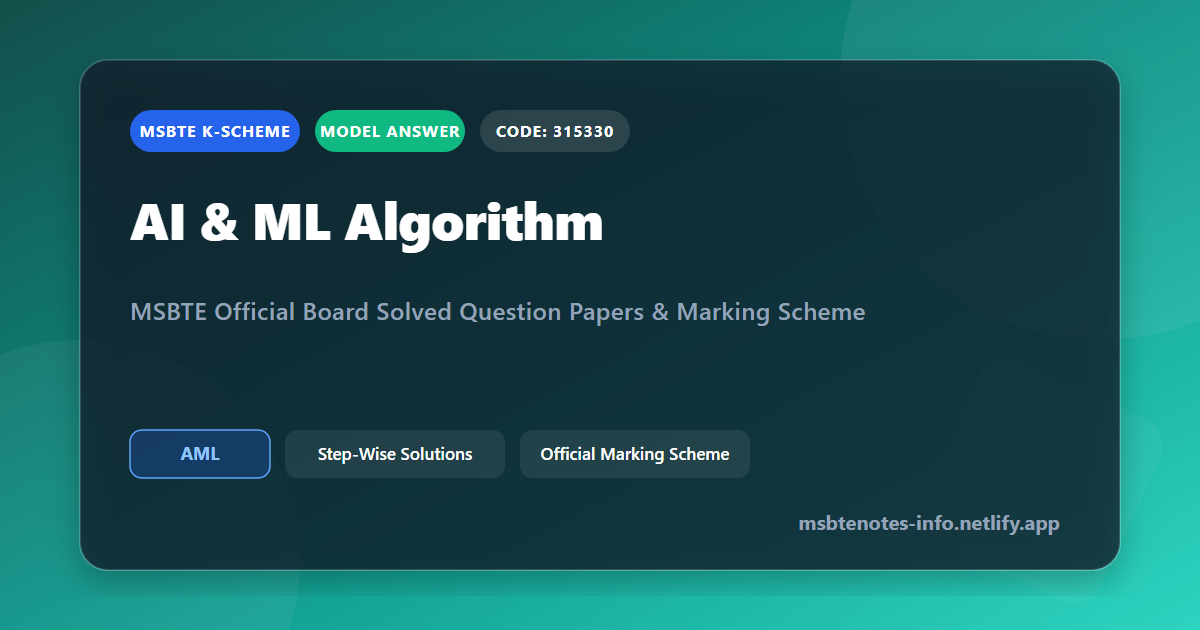 MSBTE K-SCHEME MODEL ANSWER CODE: 315330
AI & ML Algorithm
MSBTE Official Board Solved Question Papers & Marking Scheme
AML Step-Wise Solutions Official Marking Scheme
msbtenotes-info.netlify.app